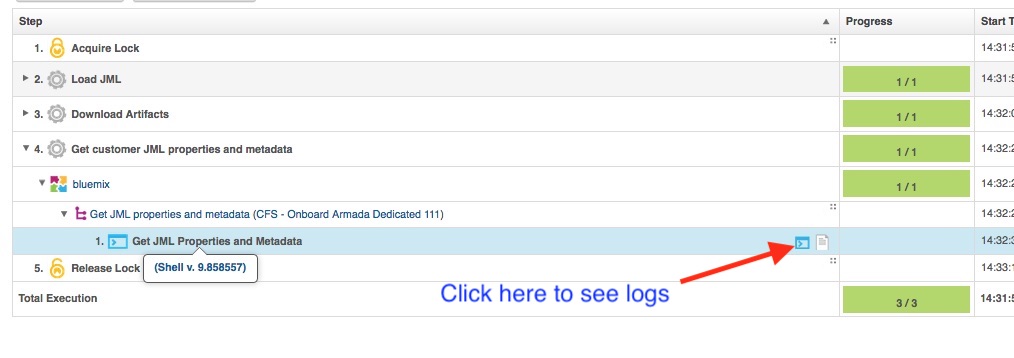 Step Progress Start T
1. Acquire Lock 14:31:5
2. Load JML 1 / 1 14:31:5
3. Download Artifacts 1 / 1 14:32:0
4. Get customer JML properties and metadata 1 / 1 14:32:2
bluemix 1 / 1 14:32:2
Get JML properties and metadata (CFS - Onboard Armada Dedicated 111) 14:32:2
1. Get JML Properties and Metadata 14:32:3
5. Release Lock 14:33:1
(Shell v. 9.858557)
Click here to see logs
Total Execution 3 / 3 14:31:5